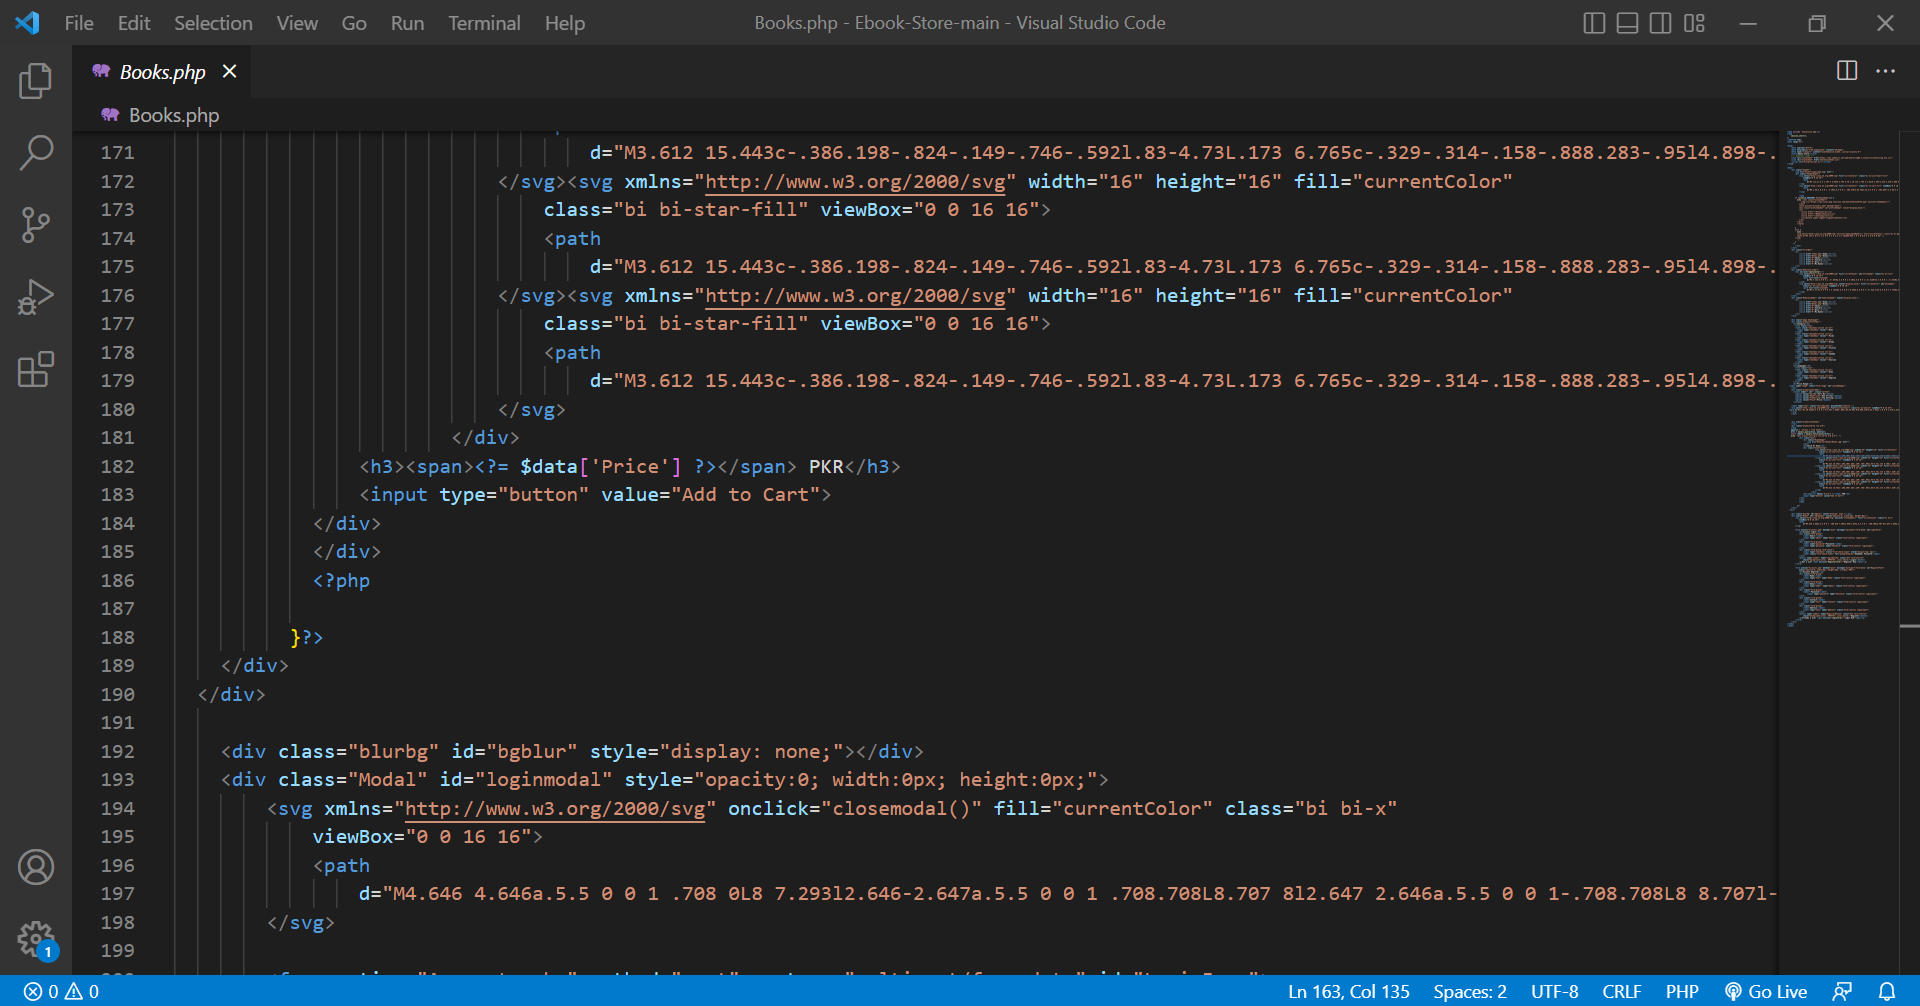 File Edit Selection View Go Run Terminal Help Books.php - Ebook-Store-main - Visual Studio Code
Books.php
Books.php
171 d="M3.612 15.443c-.386.198-.824-.149-.746-.592l.83-4.73L.173 6.765c-.329-.314-.158-.888.283-.95l4.898-.
172 </svg><svg xmlns="http://www.w3.org/2000/svg" width="16" height="16" fill="currentColor"
173 class="bi bi-star-fill" viewBox="0 0 16 16">
174 <path
175 d="M3.612 15.443c-.386.198-.824-.149-.746-.592l.83-4.73L.173 6.765c-.329-.314-.158-.888.283-.95l4.898-.
176 </svg><svg xmlns="http://www.w3.org/2000/svg" width="16" height="16" fill="currentColor"
177 class="bi bi-star-fill" viewBox="0 0 16 16">
178 <path
179 d="M3.612 15.443c-.386.198-.824-.149-.746-.592l.83-4.73L.173 6.765c-.329-.314-.158-.888.283-.95l4.898-.
180 </svg>
181 </div>
182 <h3><span><?= $data['Price'] ?></span> PKR</h3>
183 <input type="button" value="Add to Cart">
184 </div>
185 </div>
186 <?php
187
188 }?>
189 </div>
190 </div>
191
192 <div class="blurbg" id="bgblur" style="display: none;"></div>
193 <div class="Modal" id="loginmodal" style="opacity:0; width:0px; height:0px;">
194 <svg xmlns="http://www.w3.org/2000/svg" onclick="closemodal()" fill="currentColor" class="bi bi-x"
195 viewBox="0 0 16 16">
196 <path
197 d="M4.646 4.646a.5.5 0 0 1 .708 0L8 7.293l2.646-2.647a.5.5 0 0 1 .708.708L8.707 8l2.647 2.646a.5.5 0 0 1-.708.708L8 8.707l-
198 </svg>
199
1
0 0 Ln 163, Col 135 Spaces: 2 UTF-8 CRLF PHP Go Live